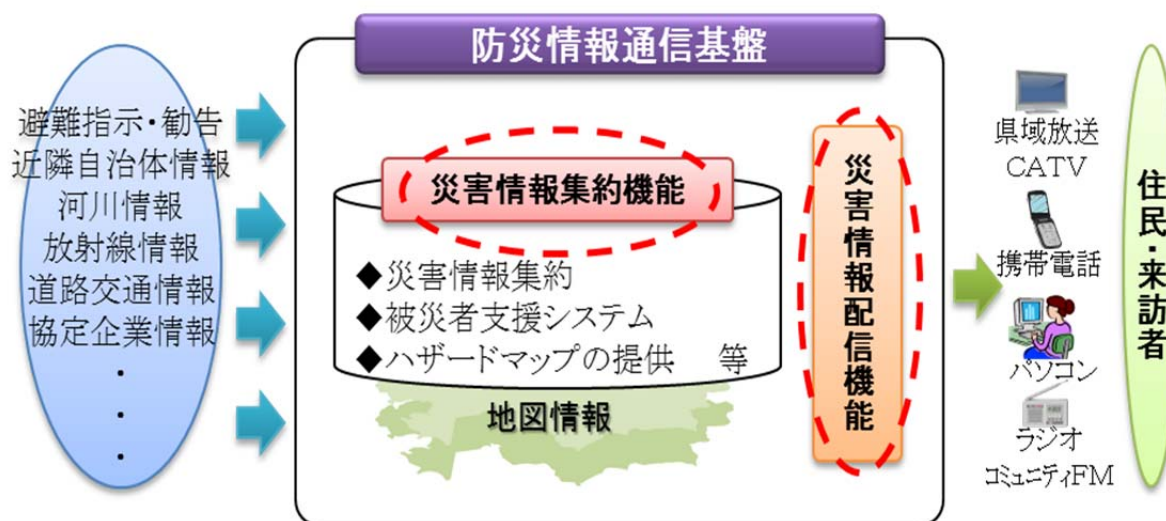 防災情報通信基盤
避難指示・勧告
近隣自治体情報
河川情報
放射線情報
道路交通情報
協定企業情報
・
・
・
災害情報集約機能
◆災害情報集約
◆被災者支援システム
◆ハザードマップの提供　等
地図情報
災害情報配信機能
県域放送
CATV
携帯電話
パソコン
ラジオ
コミュニティFM
住民・来訪者